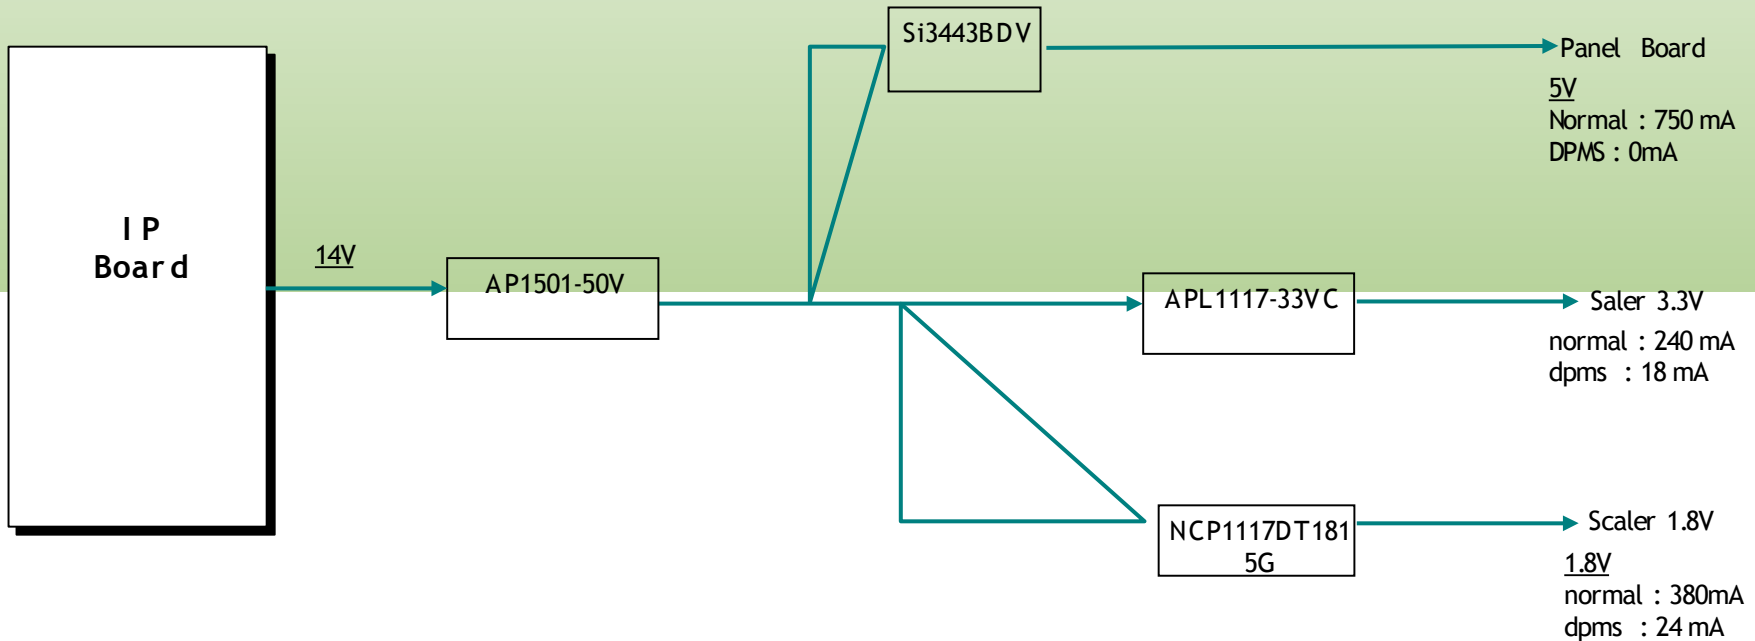 Si3443BDV
Panel Board
5V
Normal : 750 mA
DPMS : 0mA
I P
Board
14V
AP1501-50V
APL1117-33VC
Saler 3.3V
normal : 240 mA
dpms : 18 mA
NCP1117DT181
5G
Scaler 1.8V
1.8V
normal : 380mA
dpms : 24 mA